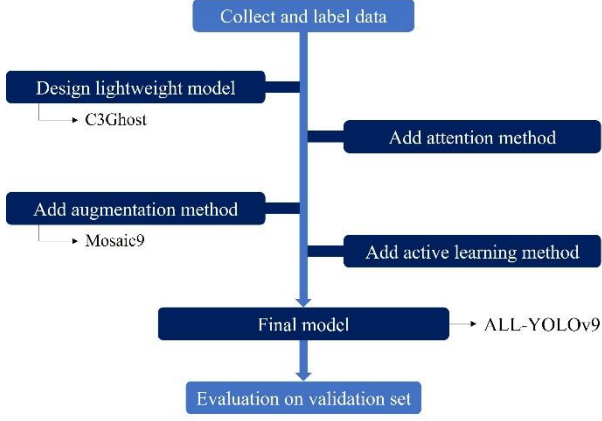 Collect and label data
Design lightweight model
C3Ghost
Add attention method
Add augmentation method
Mosaic9
Add active learning method
Final model
ALL-YOLOv9
Evaluation on validation set